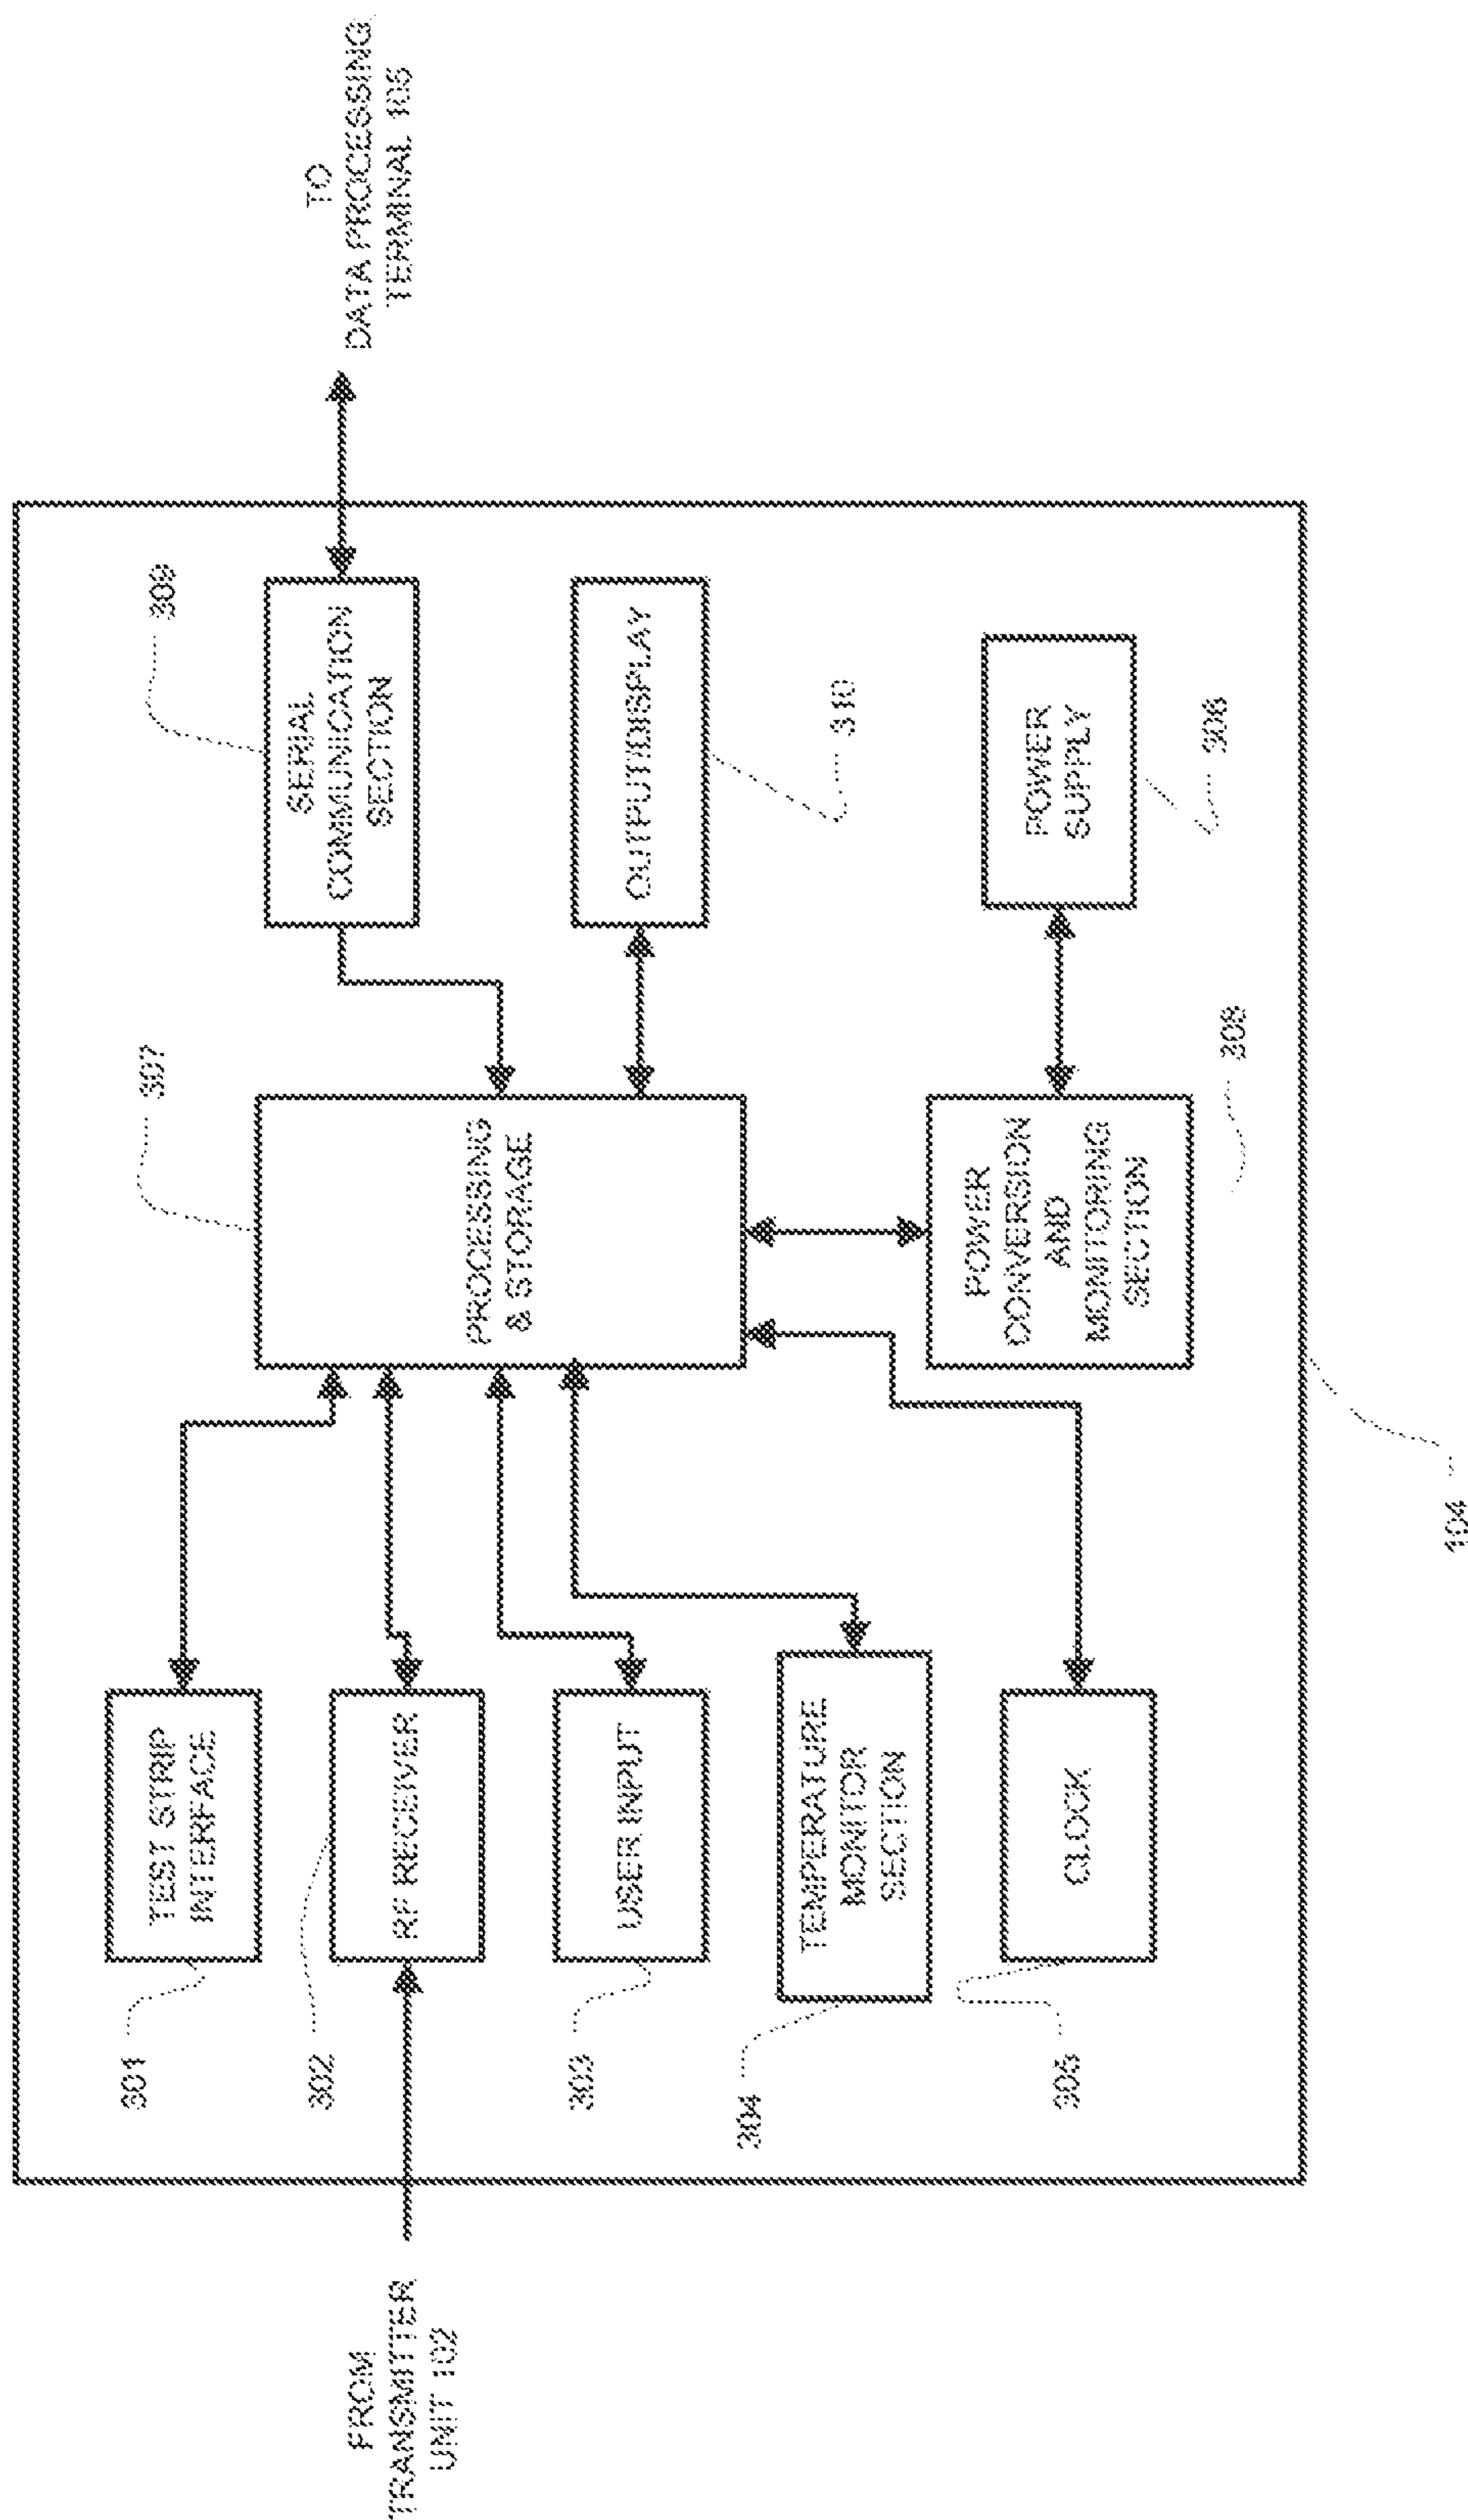 301
TEST STRIP
INTERFACE
302
RF RECEIVER
FROM
TRANSMITTER
UNIT 102
303
USER INPUT
304
TEMPERATURE
MONITOR
SECTION
305
CLOCK
307
PROCESSING
& STORAGE
POWER
CONVERSION
AND
MONITORING
SECTION
308
309
SERIAL
COMMUNICATION
SECTION
OUTPUT/DISPLAY
310
POWER
SUPPLY
306
TO
DATA PROCESSING
TERMINAL 105
104